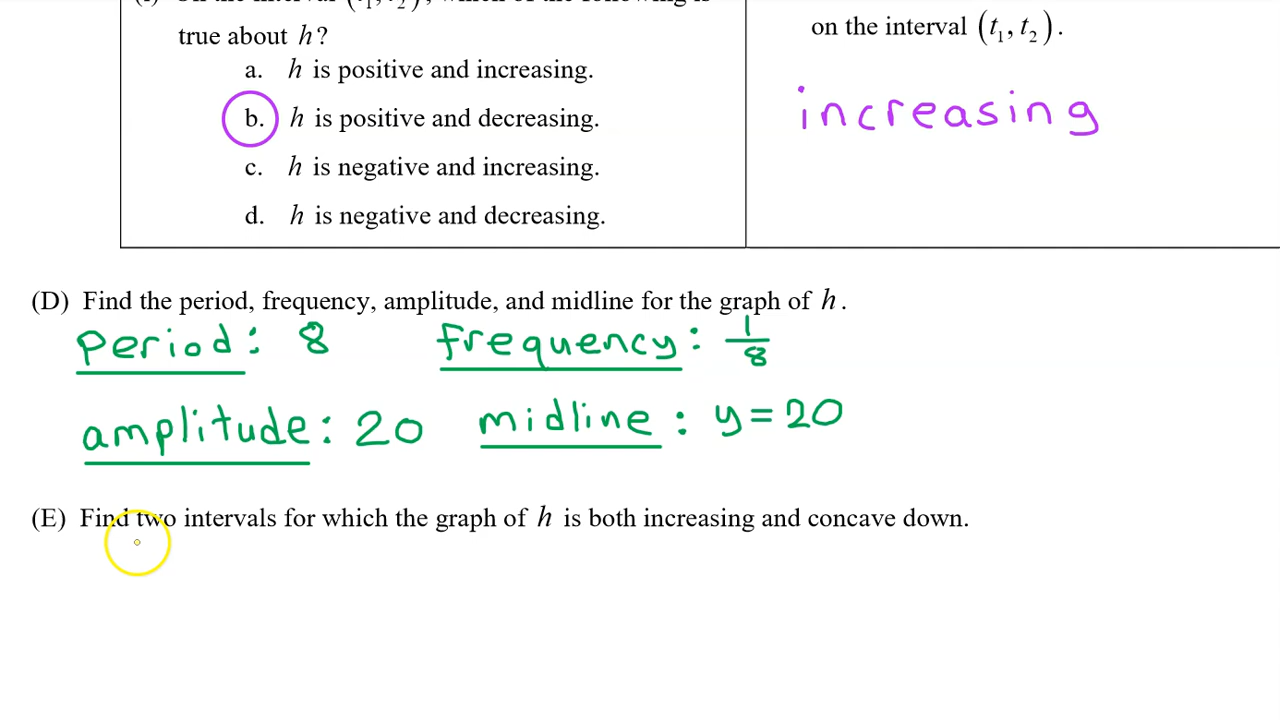 true about h?
on the interval (t₁, t₂).
a. h is positive and increasing.
b. h is positive and decreasing.
increasing
c. h is negative and increasing.
d. h is negative and decreasing.
(D) Find the period, frequency, amplitude, and midline for the graph of h.
period: 8 frequency: 1/8
amplitude: 20 midline: y=20
(E) Find two intervals for which the graph of h is both increasing and concave down.